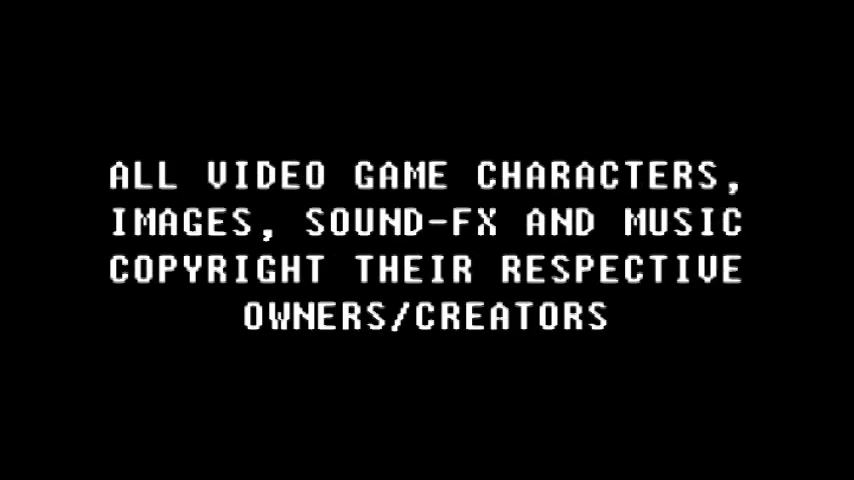 ALL VIDEO GAME CHARACTERS,
IMAGES, SOUND-FX AND MUSIC
COPYRIGHT THEIR RESPECTIVE
OWNERS/CREATORS